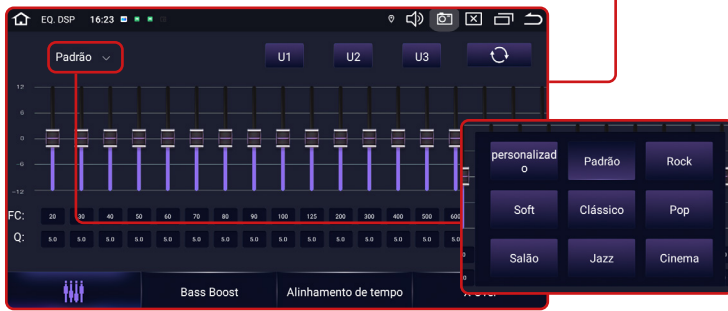 EQ. DSP 16:23
Padrão
U1 U2 U3
12
6
0
-6
-12
FC: 20 30 40 50 60 70 80 90 100 125 200 300 400 500 600
Q: 5.0 5.0 5.0 5.0 5.0 5.0 5.0 5.0 5.0 5.0 5.0 5.0 5.0 5.0 5.0
Bass Boost Alinhamento de tempo
personalizad
o
Padrão Rock
Soft Clássico Pop
Salão Jazz Cinema